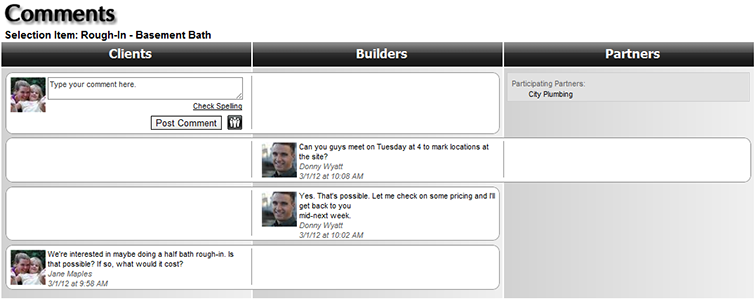 Comments
Selection Item: Rough-In - Basement Bath
Clients
Builders
Partners
Type your comment here.
Check Spelling
Post Comment
Participating Partners:
City Plumbing
Can you guys meet on Tuesday at 4 to mark locations at
the site?
Donny Wyatt
3/1/12 at 10:08 AM
Yes. That's possible. Let me check on some pricing and I'll
get back to you
mid-next week.
Donny Wyatt
3/1/12 at 10:02 AM
We're interested in maybe doing a half bath rough-in. Is
that possible? If so, what would it cost?
Jane Maples
3/1/12 at 9:58 AM